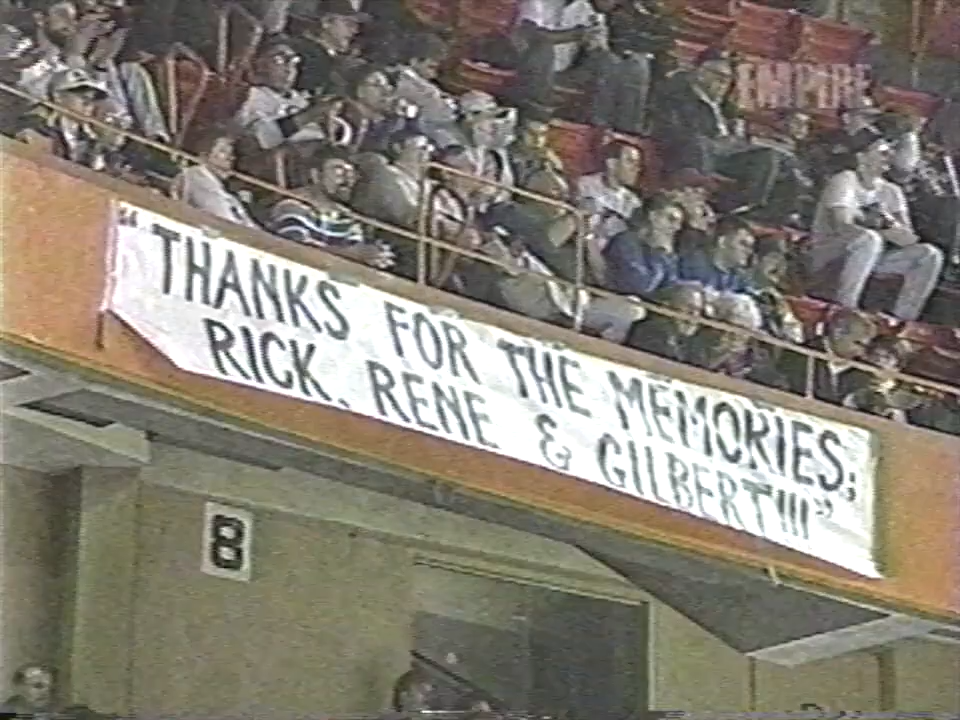 EMPIRE
"THANKS FOR THE MEMORIES,
RICK, RENE & GILBERT!!!!"
8